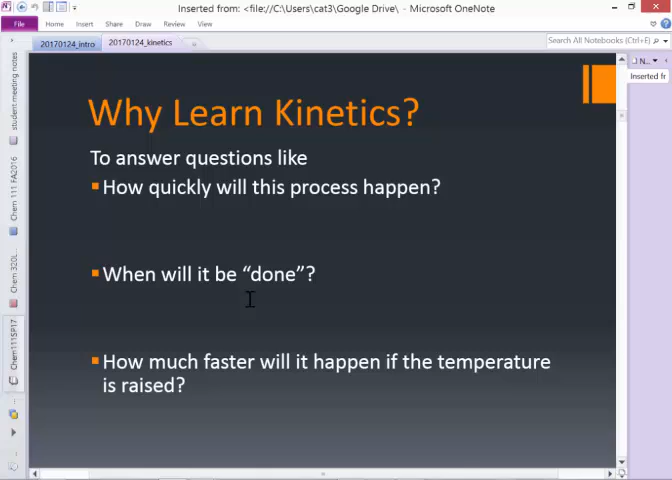 Inserted from: <file://C:\Users\cat3\Google Drive\ - Microsoft OneNote
File Home Insert Share Draw Review View
20170124_intro 20170124_kinetics
Search All Notebooks (Ctrl+E)
N...
Inserted fr
student meeting notes
Chem 111 FA2016
Chem 320L
Chem111SP17
Why Learn Kinetics?
To answer questions like
How quickly will this process happen?
When will it be “done”?
How much faster will it happen if the temperature
is raised?